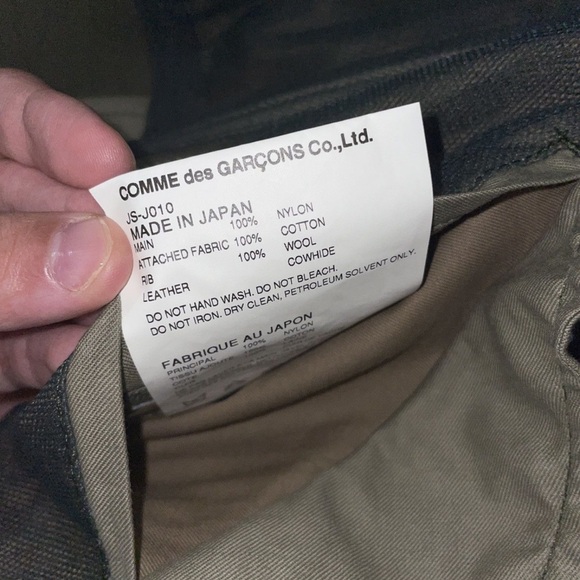 COMME des GARÇONS Co.,Ltd.
JS-J010
MADE IN JAPAN
MAIN 100% NYLON
ATTACHED FABRIC 100% COTTON
RIB 100% WOOL
LEATHER COWHIDE
DO NOT HAND WASH. DO NOT BLEACH.
DO NOT IRON. DRY CLEAN, PETROLEUM SOLVENT ONLY.
FABRIQUE AU JAPON
PRINCIPAL 100% NYLON
TISSU AJOUTE